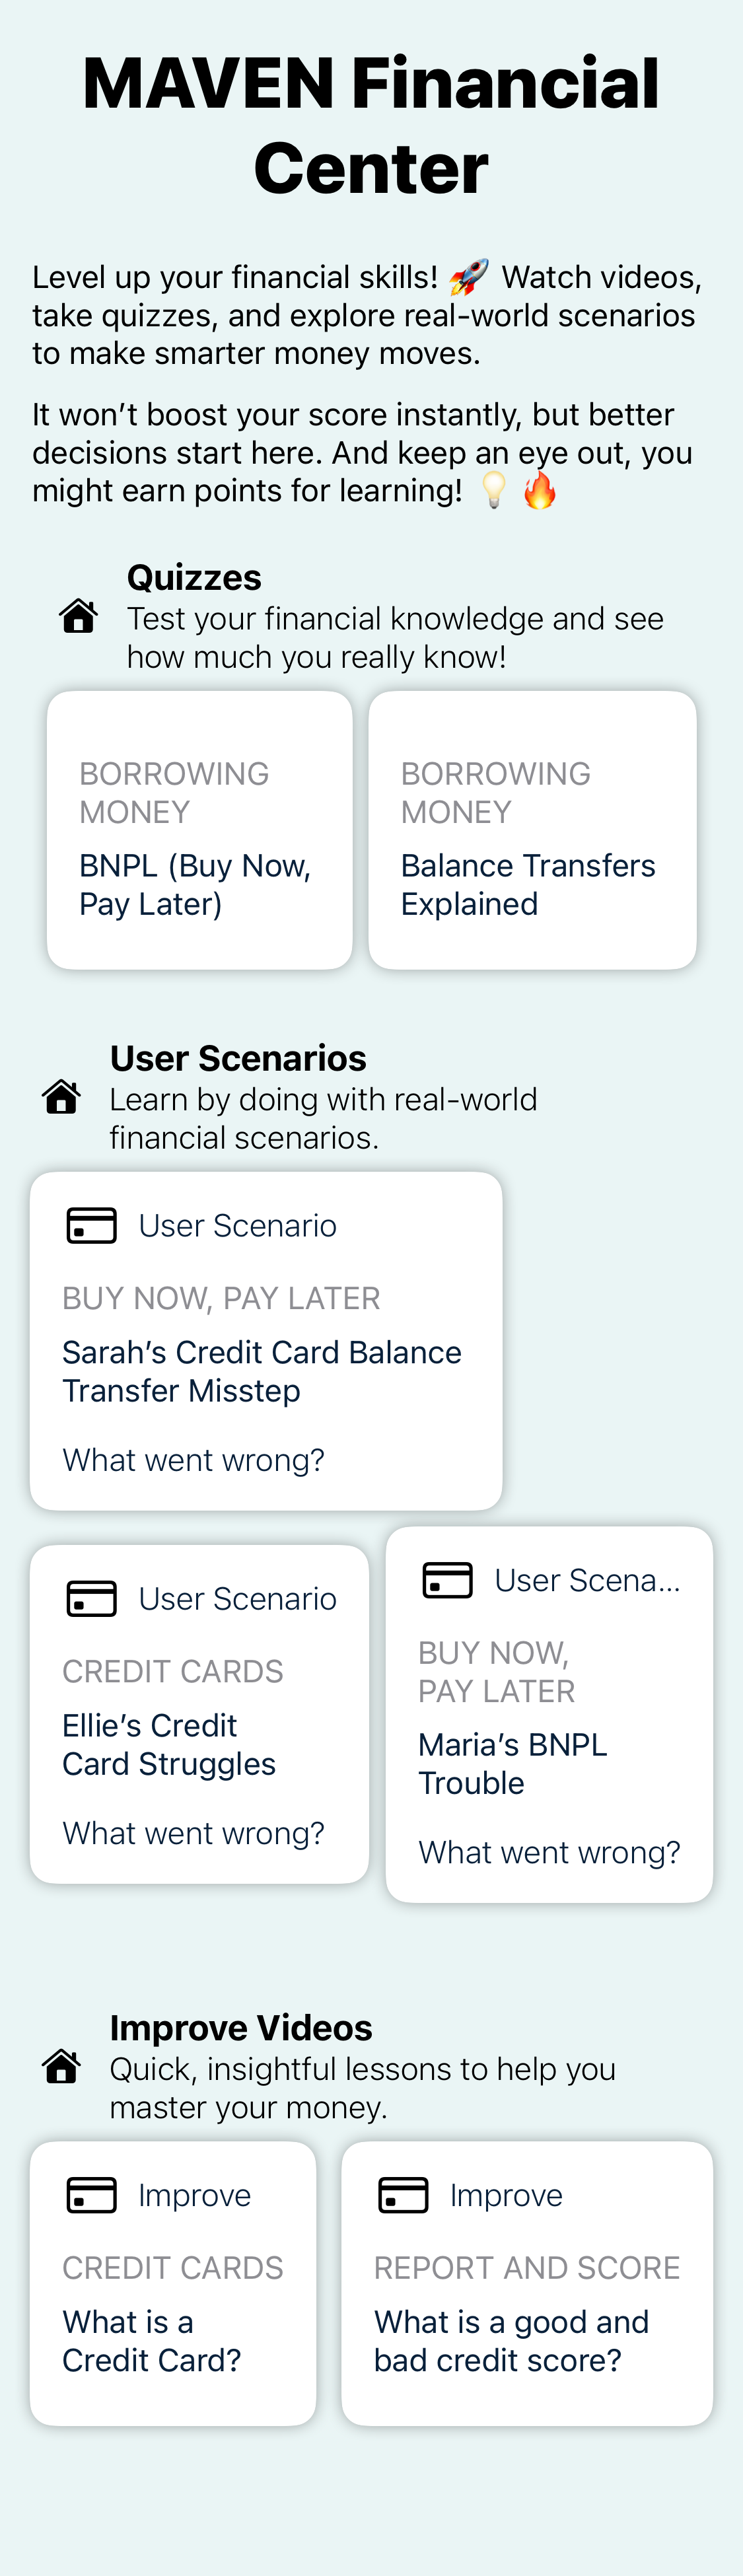 MAVEN Financial
Center
Level up your financial skills! 🚀 Watch videos,
take quizzes, and explore real-world scenarios
to make smarter money moves.
It won’t boost your score instantly, but better
decisions start here. And keep an eye out, you
might earn points for learning! 💡 🔥
Quizzes
Test your financial knowledge and see
how much you really know!
BORROWING
MONEY
BNPL (Buy Now,
Pay Later)
BORROWING
MONEY
Balance Transfers
Explained
User Scenarios
Learn by doing with real-world
financial scenarios.
User Scenario
BUY NOW, PAY LATER
Sarah’s Credit Card Balance
Transfer Misstep
What went wrong?
User Scenario
CREDIT CARDS
Ellie’s Credit
Card Struggles
What went wrong?
User Scena...
BUY NOW,
PAY LATER
Maria’s BNPL
Trouble
What went wrong?
Improve Videos
Quick, insightful lessons to help you
master your money.
Improve
CREDIT CARDS
What is a
Credit Card?
Improve
REPORT AND SCORE
What is a good and
bad credit score?